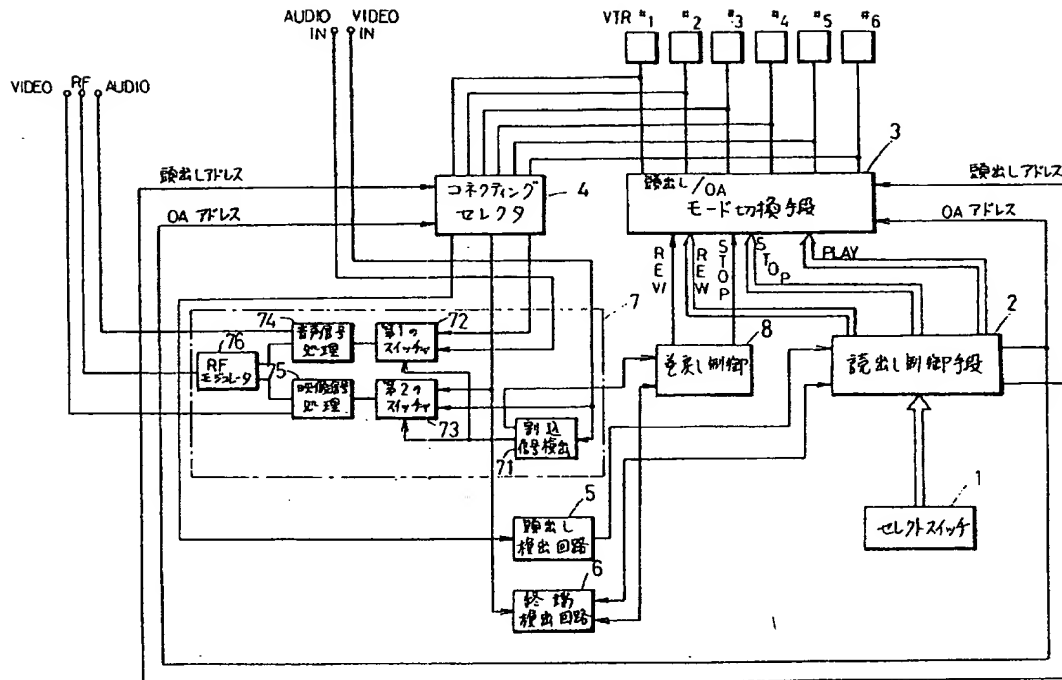 AUDIO IN
VIDEO IN
VTR #1
#2
#3
#4
#5
#6
VIDEO
RF
AUDIO
3
頭出しアドレス
コネクティング
セレクタ
4
頭出し/OA
モード切換手段
頭出しアドレス
OA アドレス
OA アドレス
REW
REW
STOP
STOP
PLAY
7
74
音声信号
処理
72
第1の
スイッチャ
8
巻戻し制御
2
読出し制御手段
76
RF
モジュレータ
75
映像信号
処理
第2の
スイッチャ
73
割込
信号検出
71
1
セレクトスイッチ
5
頭出し
検出回路
6
終端
検出回路